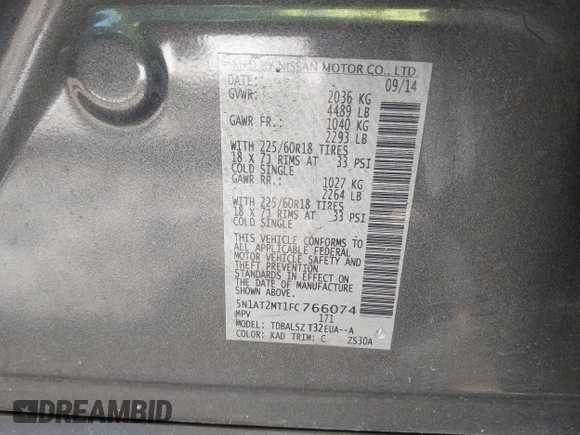 MFD BY NISSAN MOTOR CO., LTD.
DATE: 09/14
GVWR: 2036 KG
4489 LB
GAWR FR.: 1040 KG
2293 LB
WITH 225/60R18 TIRES
18 X 7J RIMS AT 33 PSI
COLD SINGLE
GAWR RR.: 1027 KG
2264 LB
WITH 225/60R18 TIRES
18 X 7J RIMS AT 33 PSI
COLD SINGLE
THIS VEHICLE CONFORMS TO
ALL APPLICABLE FEDERAL
MOTOR VEHICLE SAFETY AND
THEFT PREVENTION
STANDARDS IN EFFECT ON THE
DATE OF MANUFACTURE
SHOWN ABOVE.
5N1AT2MT1FC766074
MPV 171
MODEL: TDBALSZ T32EUA--A
COLOR: KAD TRIM: C ZS30A
DREAMBID